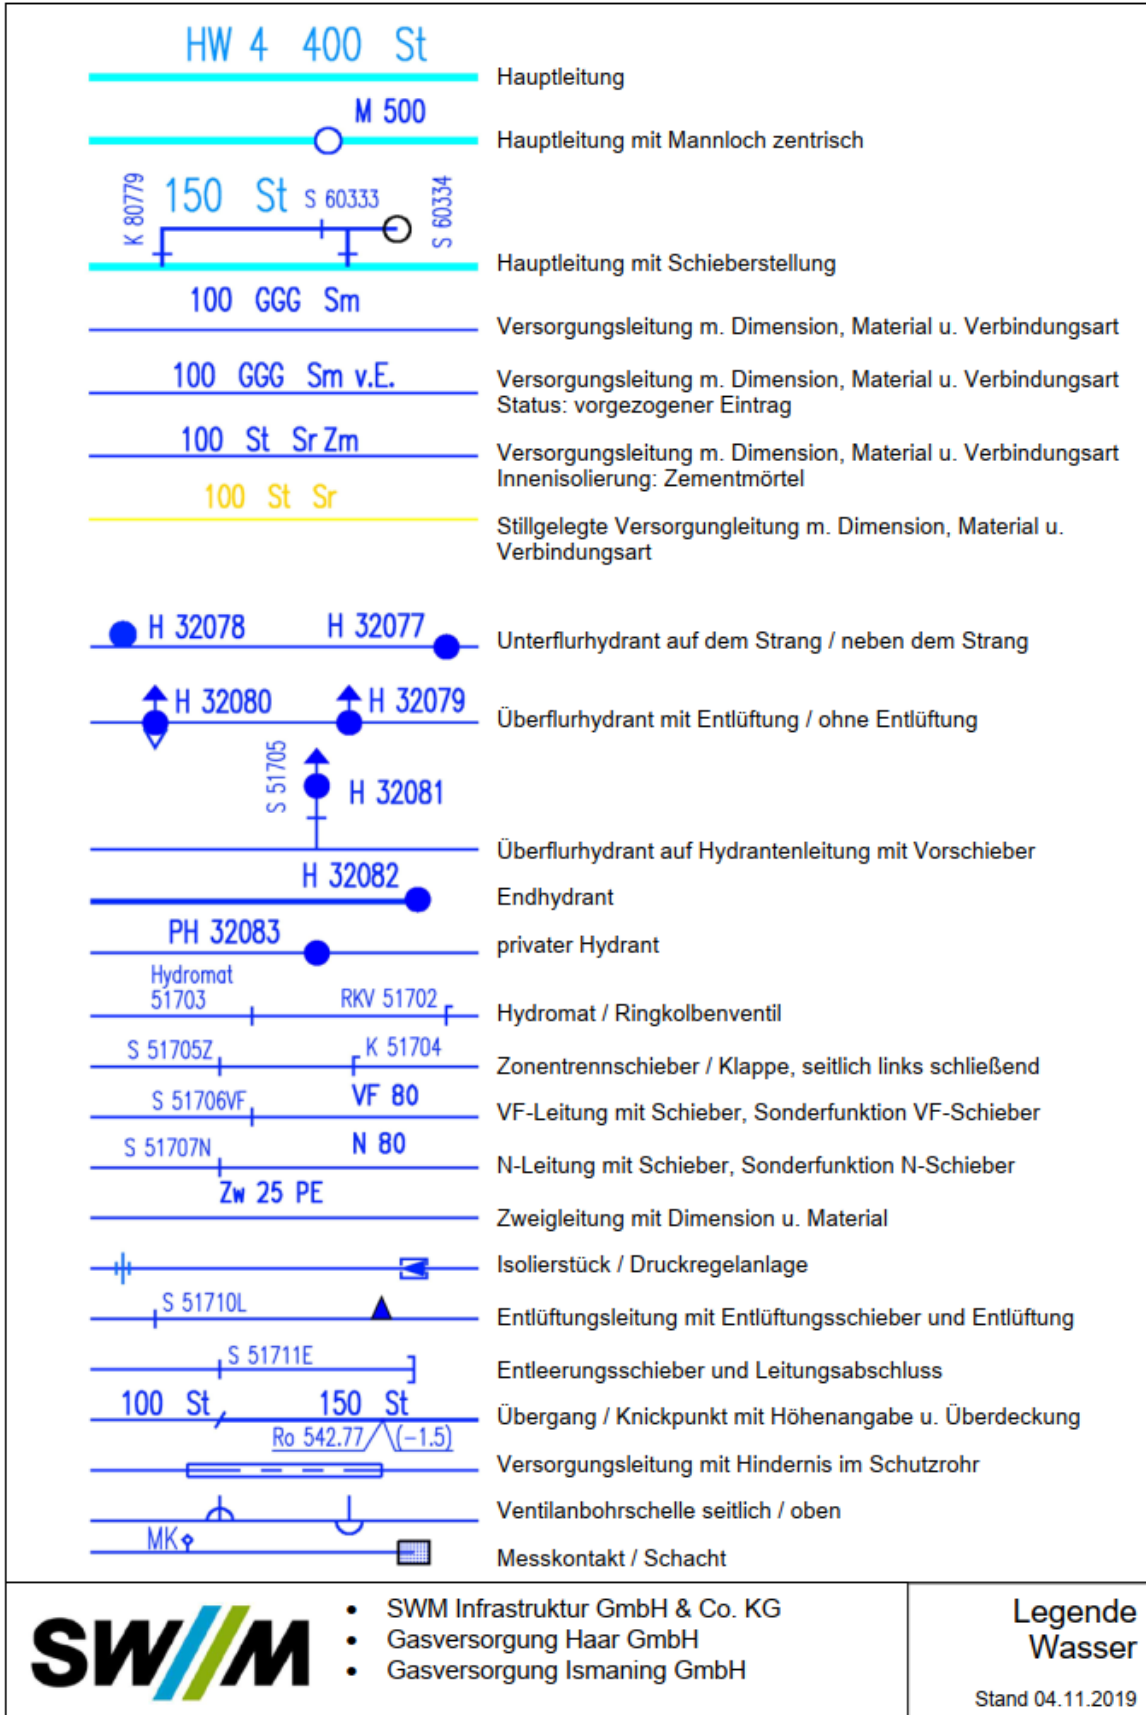 HW 4 400 St
Hauptleitung
M 500
Hauptleitung mit Mannloch zentrisch
K 80779
150 St
S 60333
S 60334
Hauptleitung mit Schieberstellung
100 GGG Sm
Versorgungsleitung m. Dimension, Material u. Verbindungsart
100 GGG Sm v.E.
Versorgungsleitung m. Dimension, Material u. Verbindungsart
Status: vorgezogener Eintrag
100 St Sr Zm
Versorgungsleitung m. Dimension, Material u. Verbindungsart
Innenisolierung: Zementmörtel
100 St Sr
Stillgelegte Versorgungleitung m. Dimension, Material u.
Verbindungsart
H 32078 H 32077
Unterflurhydrant auf dem Strang / neben dem Strang
H 32080 H 32079
Überflurhydrant mit Entlüftung / ohne Entlüftung
S 51705
H 32081
Überflurhydrant auf Hydrantenleitung mit Vorschieber
H 32082
Endhydrant
PH 32083
privater Hydrant
Hydromat
51703
RKV 51702
Hydromat / Ringkolbenventil
S 51705Z K 51704
Zonentrennschieber / Klappe, seitlich links schließend
S 51706VF VF 80
VF-Leitung mit Schieber, Sonderfunktion VF-Schieber
S 51707N N 80
N-Leitung mit Schieber, Sonderfunktion N-Schieber
Zw 25 PE
Zweigleitung mit Dimension u. Material
Isolierstück / Druckregelanlage
S 51710L
Entlüftungsleitung mit Entlüftungsschieber und Entlüftung
S 51711E
Entleerungsschieber und Leitungsabschluss
100 St 150 St
Übergang / Knickpunkt mit Höhenangabe u. Überdeckung
Ro 542.77 (-1.5)
Versorgungsleitung mit Hindernis im Schutzrohr
Ventilanbohrschelle seitlich / oben
MK
Messkontakt / Schacht
SWM
• SWM Infrastruktur GmbH & Co. KG
• Gasversorgung Haar GmbH
• Gasversorgung Ismaning GmbH
Legende
Wasser
Stand 04.11.2019